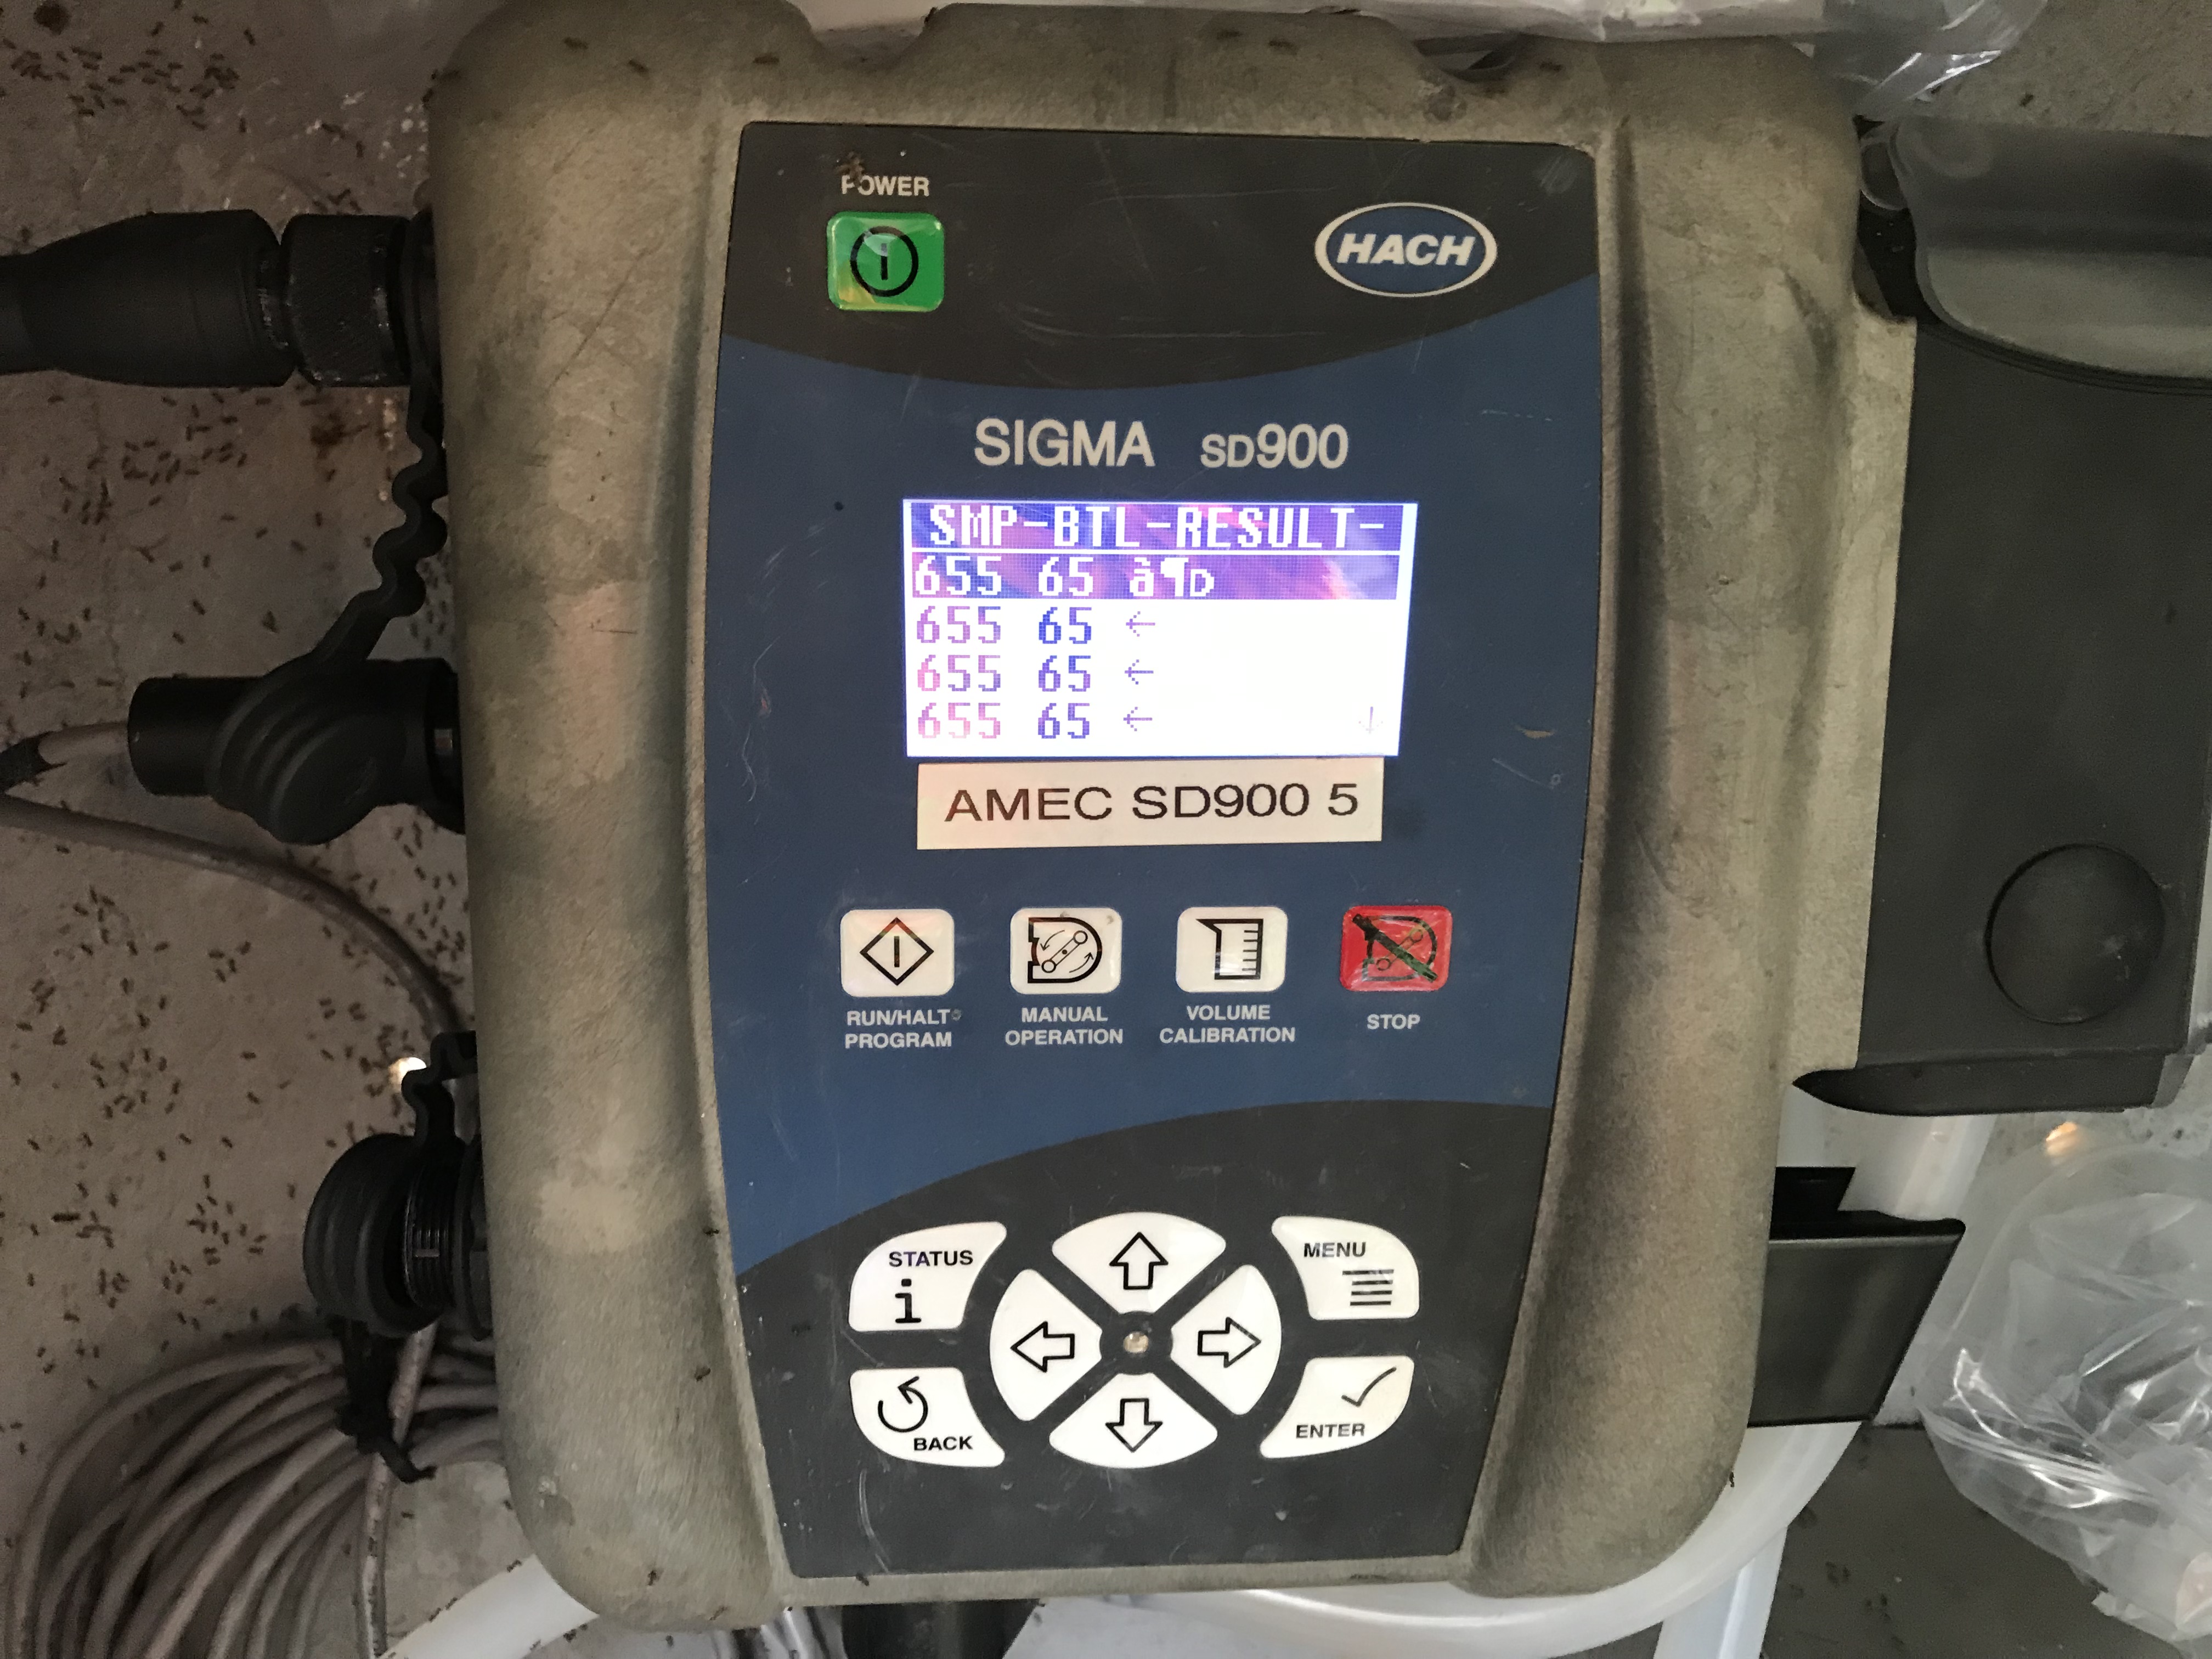 POWER
HACH
SIGMA SD900
SMP-BTL-RESULT-
655 65 à¶D
655 65 ←
655 65 ←
655 65 ← ↓
AMEC SD900 5
RUN/HALT PROGRAM
MANUAL OPERATION
VOLUME CALIBRATION
STOP
STATUS
i
MENU
BACK
ENTER